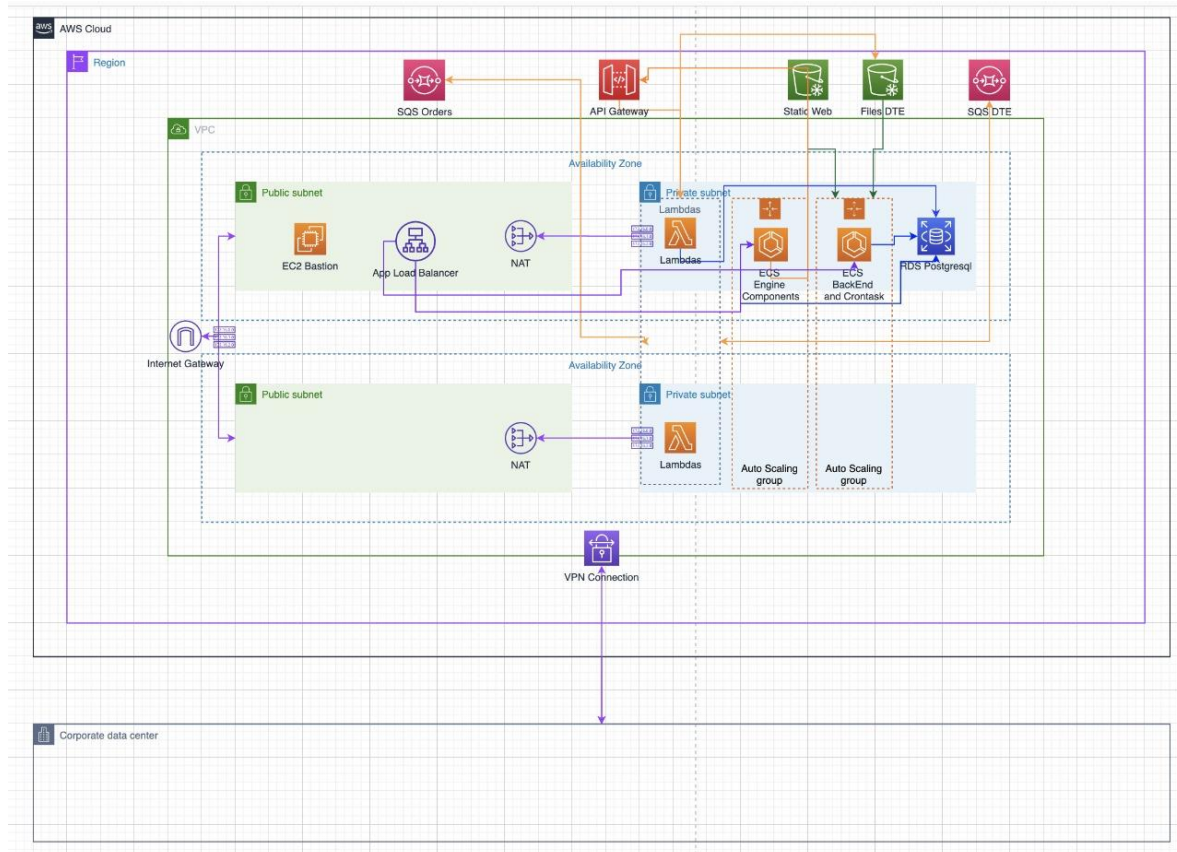 aws
AWS Cloud
Region
SQS Orders
API Gateway
Static Web
Files DTE
SQS DTE
VPC
Availability Zone
Public subnet
Private subnet
Lambdas
EC2 Bastion
App Load Balancer
NAT
Lambdas
ECS
Engine
Components
ECS
BackEnd
and Crontask
RDS Postgresql
Internet Gateway
Availability Zone
Public subnet
Private subnet
NAT
Lambdas
Auto Scaling
group
Auto Scaling
group
VPN Connection
Corporate data center